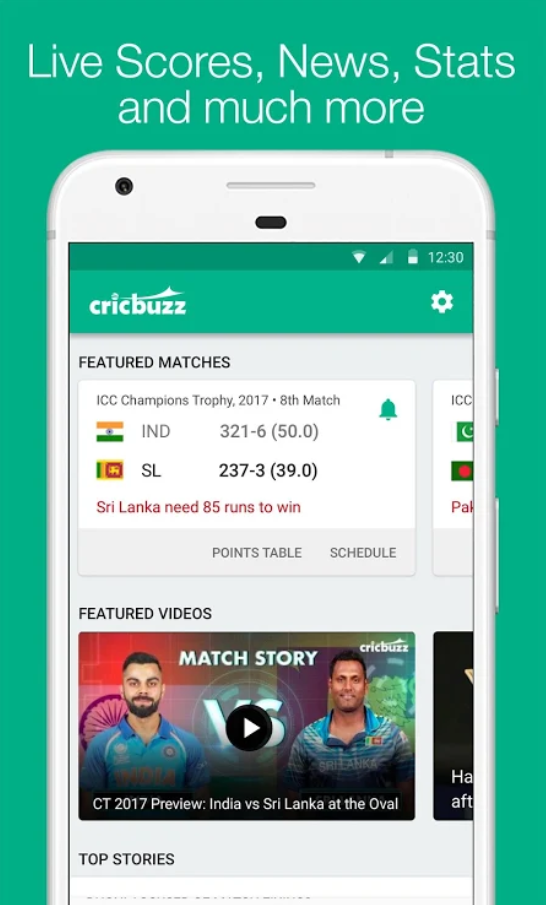 Live Scores, News, Stats
and much more
12:30
cricbuzz
FEATURED MATCHES
ICC Champions Trophy, 2017 • 8th Match
IND 321-6 (50.0)
SL 237-3 (39.0)
Sri Lanka need 85 runs to win
POINTS TABLE SCHEDULE
ICC
Pak
FEATURED VIDEOS
cricbuzz
MATCH STORY
VS
INDIA
SRI LANKA
CT 2017 Preview: India vs Sri Lanka at the Oval
Ha
aft
TOP STORIES